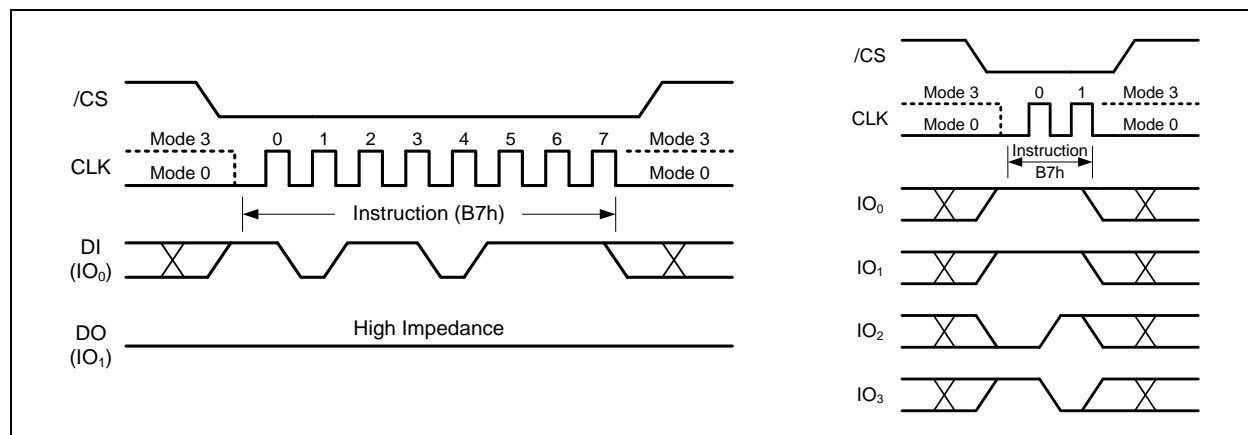 /CS
Mode 3
0 1 2 3 4 5 6 7
Mode 3
CLK
Mode 0
Mode 0
Instruction (B7h)
DI
(IO0)
High Impedance
DO
(IO1)
/CS
Mode 3
0 1
Mode 3
CLK
Mode 0
Mode 0
Instruction
B7h
IO0
IO1
IO2
IO3